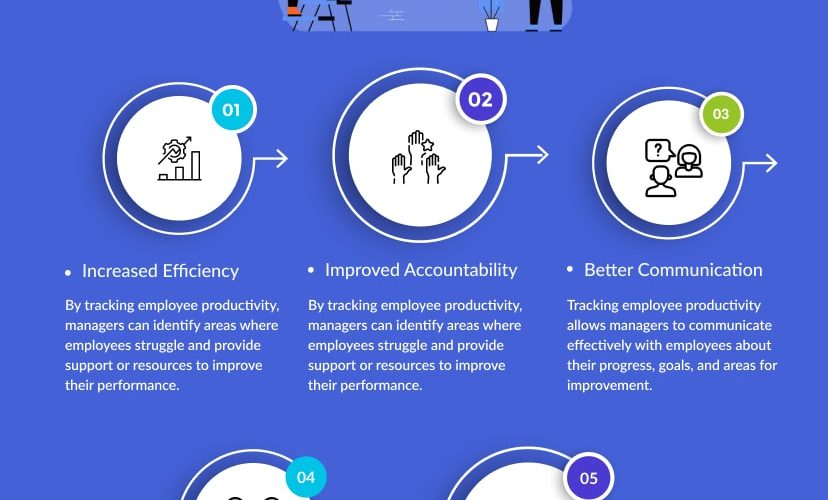 01
02
03
?
• Increased Efficiency
By tracking employee productivity,
managers can identify areas where
employees struggle and provide
support or resources to improve
their performance.
• Improved Accountability
By tracking employee productivity,
managers can identify areas where
employees struggle and provide
support or resources to improve
their performance.
• Better Communication
Tracking employee productivity
allows managers to communicate
effectively with employees about
their progress, goals, and areas for
improvement.
04
05